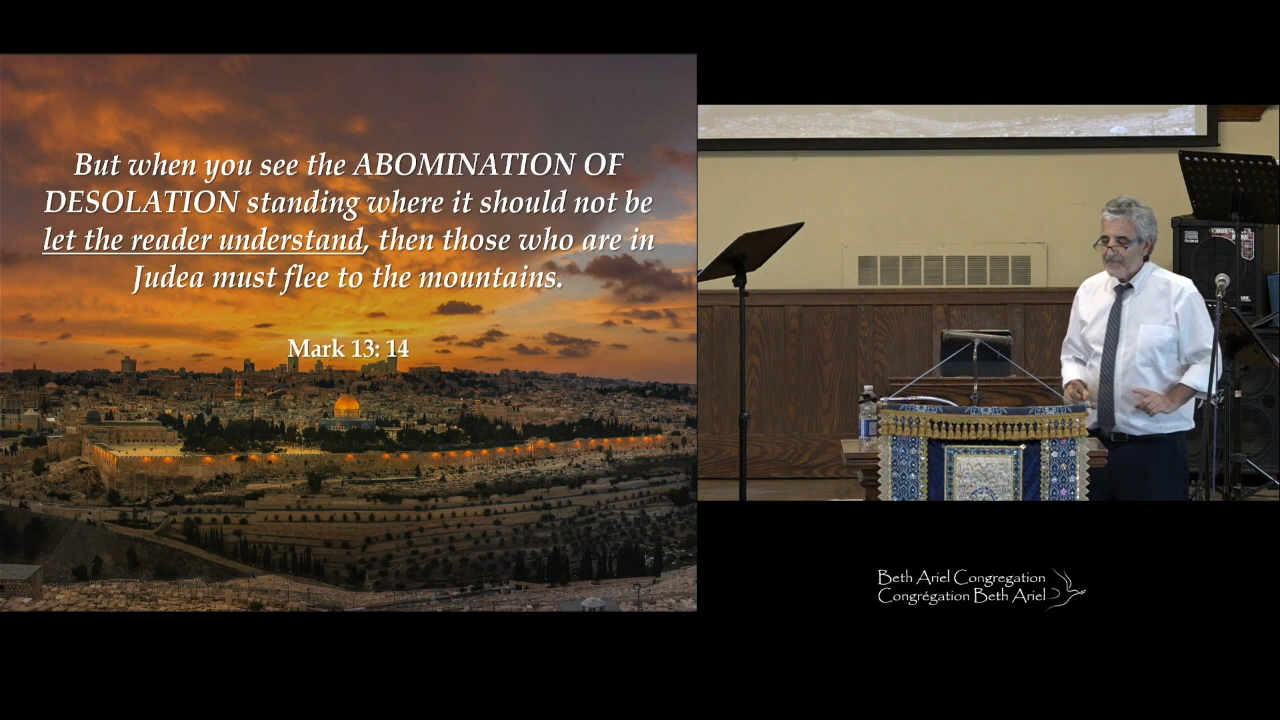 But when you see the ABOMINATION OF
DESOLATION standing where it should not be
let the reader understand, then those who are in
Judea must flee to the mountains.
Mark 13: 14
Roland
Beth Ariel Congregation
Congrégation Beth Ariel